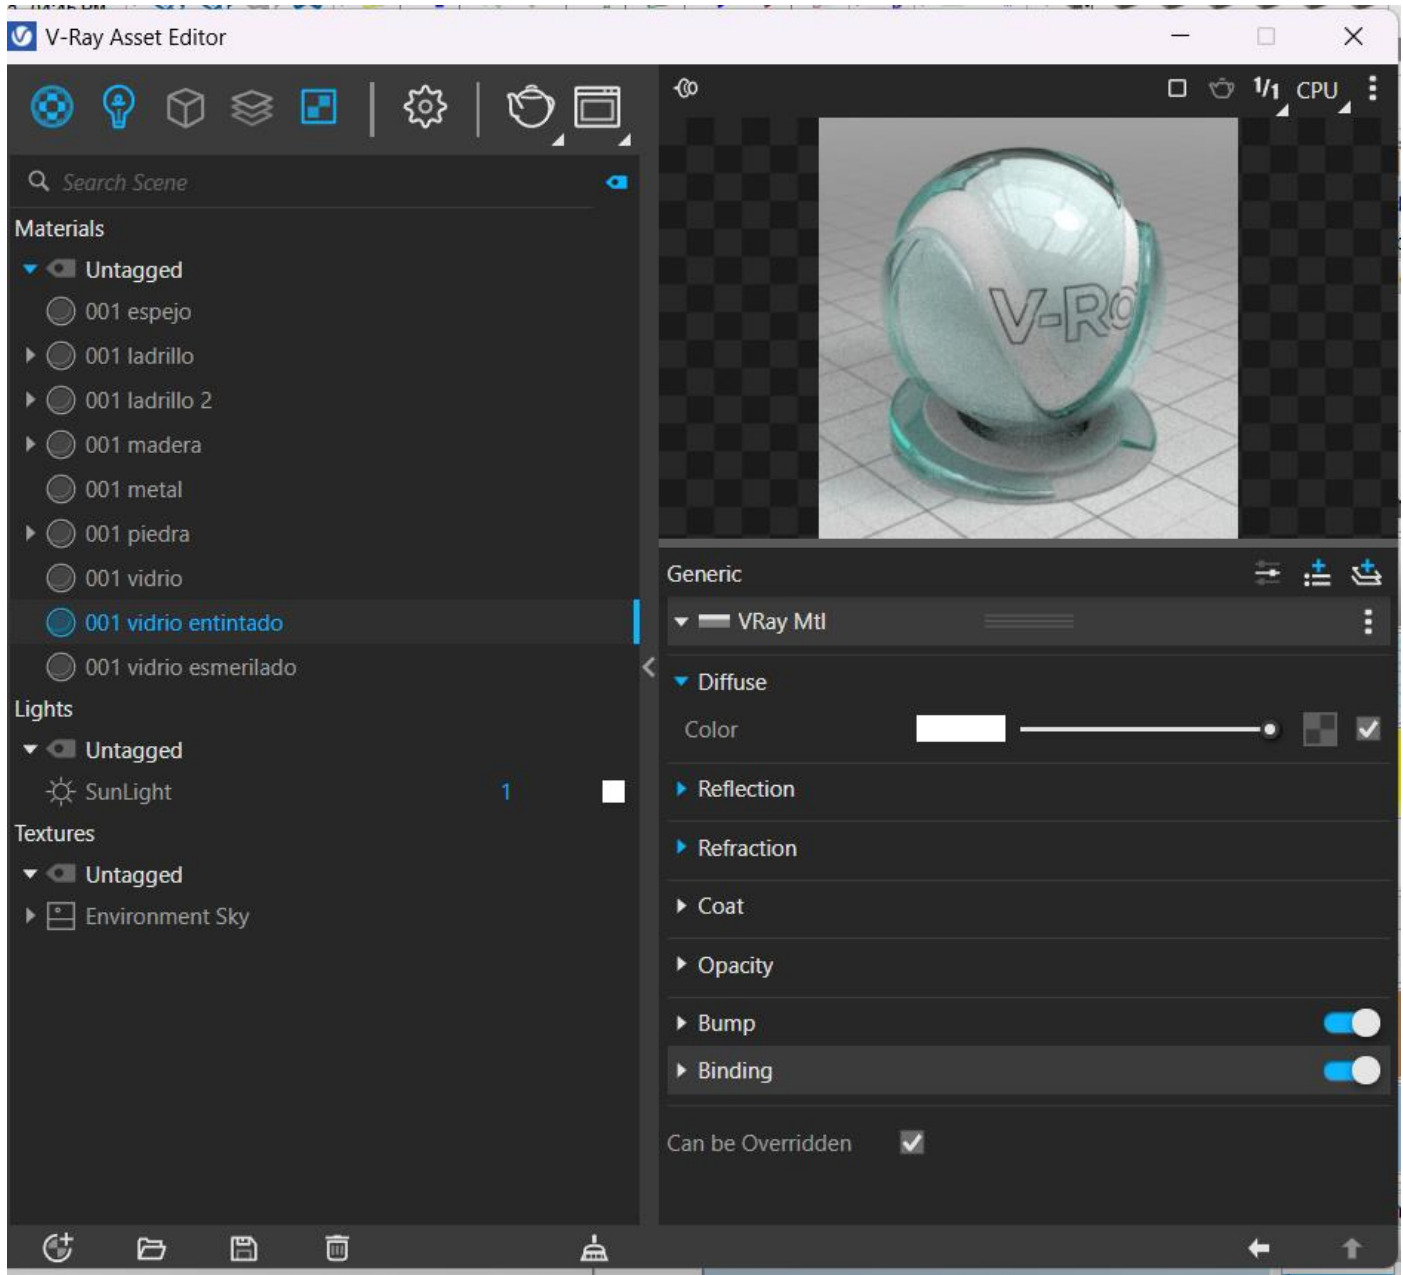 V-Ray Asset Editor
1/1 CPU
Search Scene
Materials
Untagged
001 espejo
001 ladrillo
001 ladrillo 2
001 madera
001 metal
001 piedra
001 vidrio
001 vidrio entintado
001 vidrio esmerilado
Lights
Untagged
SunLight 1
Textures
Untagged
Environment Sky
V-Ra
Generic
VRay Mtl
Diffuse
Color
Reflection
Refraction
Coat
Opacity
Bump
Binding
Can be Overridden